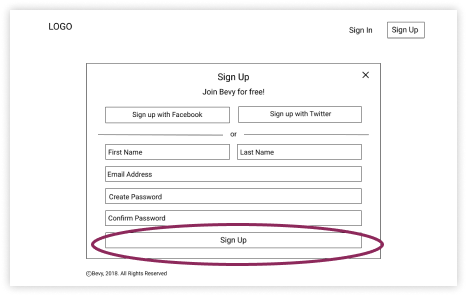 LOGO
Sign In
Sign Up
Sign Up
Join Bevy for free!
Sign up with Facebook
Sign up with Twitter
or
First Name
Last Name
Email Address
Create Password
Confirm Password
Sign Up
©Bevy, 2018. All Rights Reserved